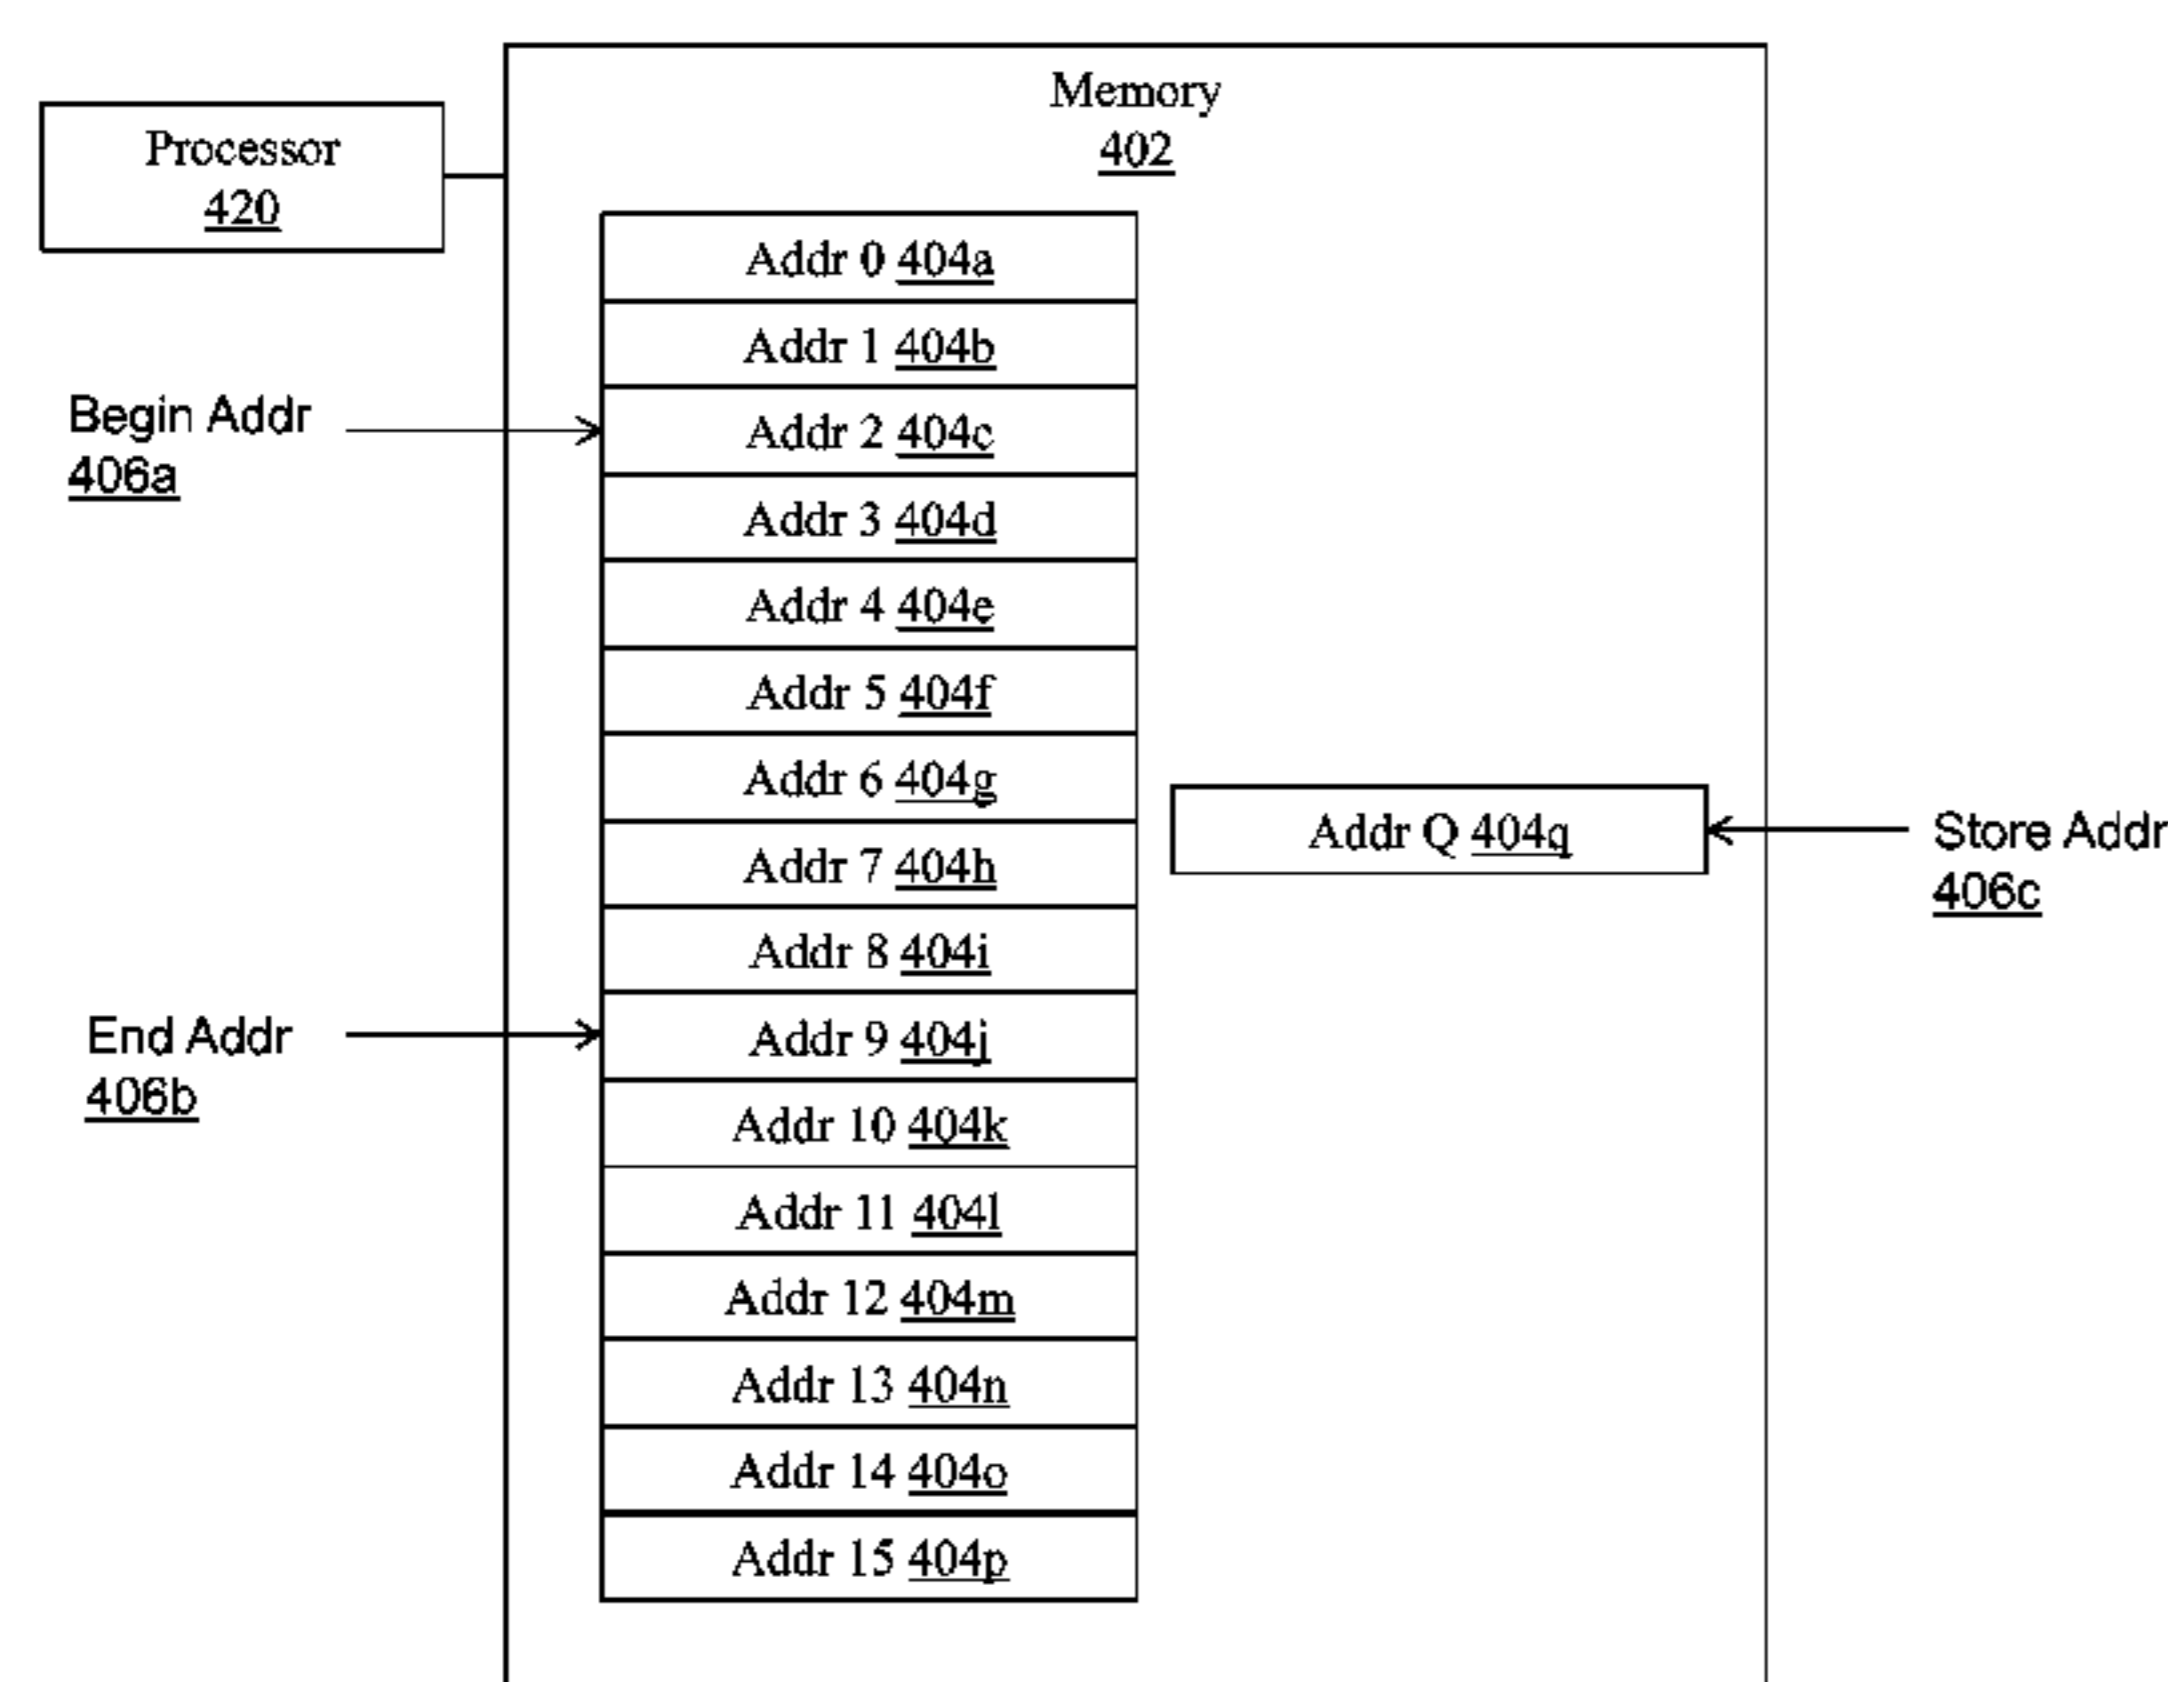 Memory
402
Processor
420
Addr 0 404a
Addr 1 404b
Begin Addr
406a
Addr 2 404c
Addr 3 404d
Addr 4 404e
Addr 5 404f
Addr 6 404g
Addr 7 404h
Addr Q 404q
Store Addr
406c
Addr 8 404i
End Addr
406b
Addr 9 404j
Addr 10 404k
Addr 11 404l
Addr 12 404m
Addr 13 404n
Addr 14 404o
Addr 15 404p